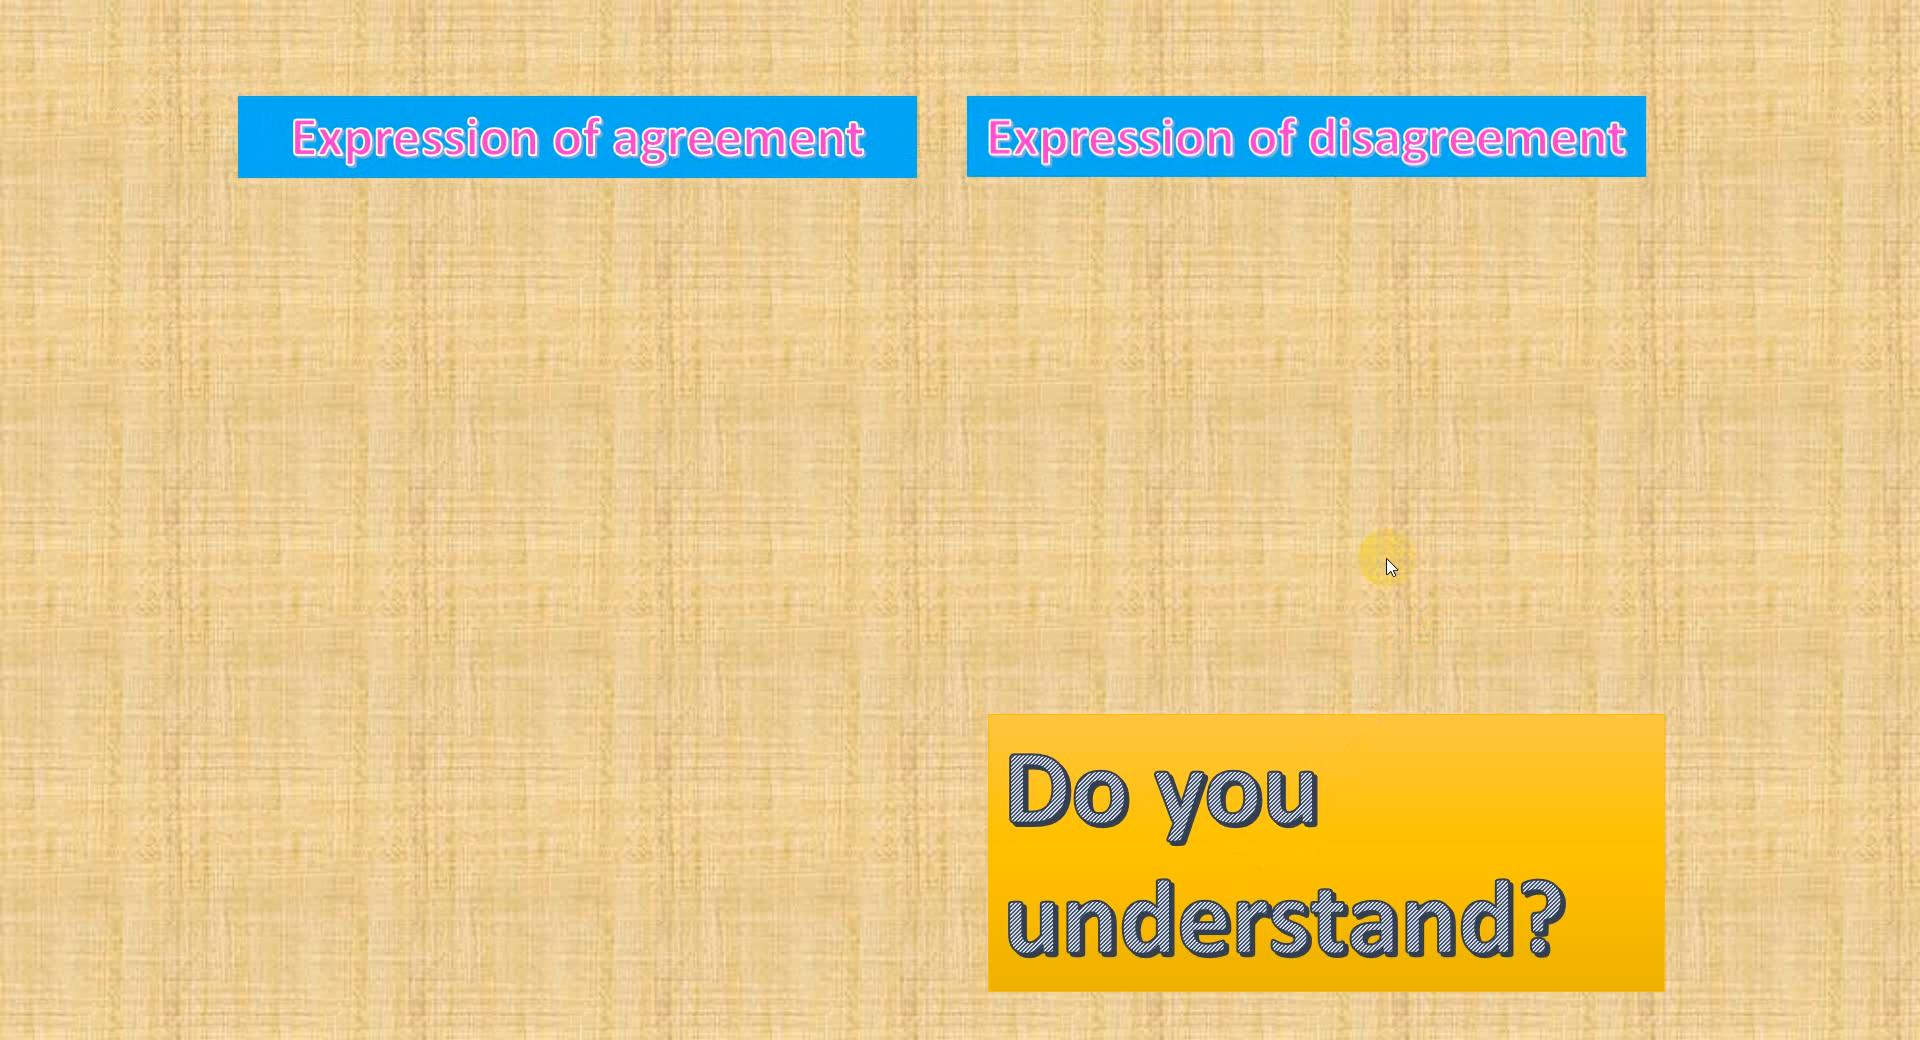 Expression of agreement
Expression of disagreement
Do you
understand?